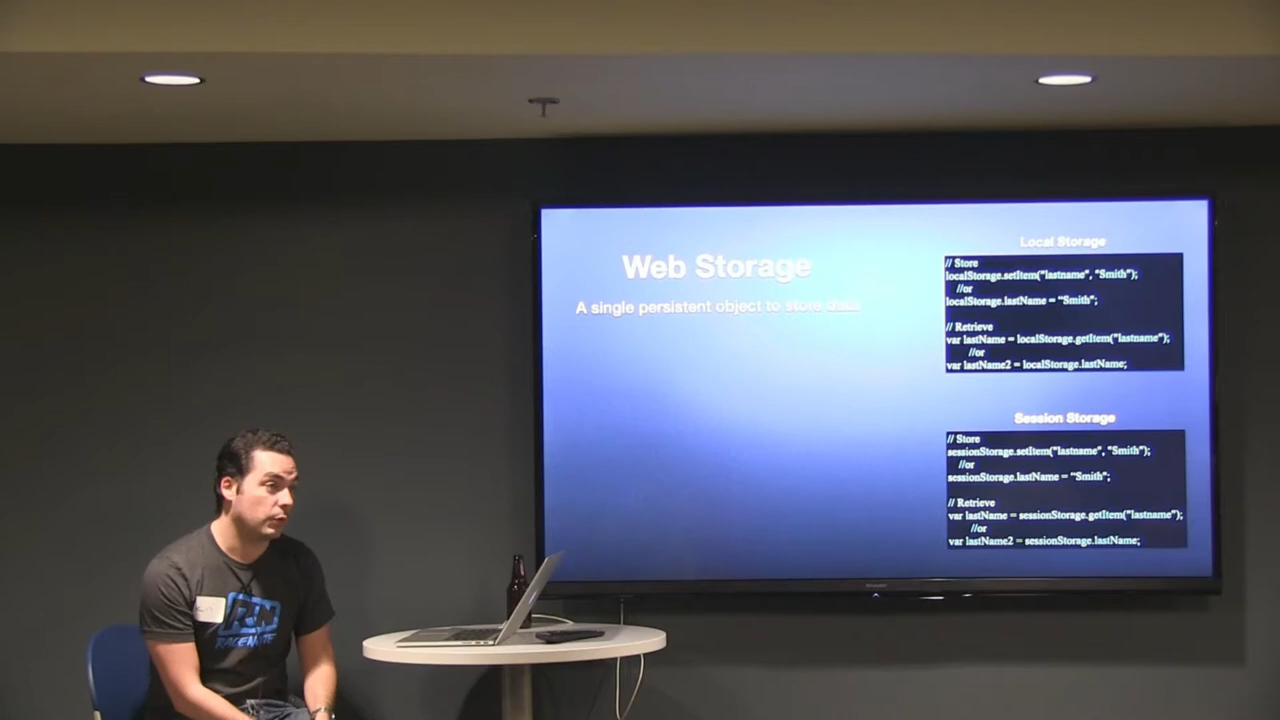 Web Storage
A single persistent object to store data
Local Storage
// Store
localStorage.setItem("lastname", "Smith");
//or
localStorage.lastName = "Smith";
// Retrieve
var lastName = localStorage.getItem("lastname");
//or
var lastName2 = localStorage.lastName;
Session Storage
// Store
sessionStorage.setItem("lastname", "Smith");
//or
sessionStorage.lastName = "Smith";
// Retrieve
var lastName = sessionStorage.getItem("lastname");
//or
var lastName2 = sessionStorage.lastName;
RN